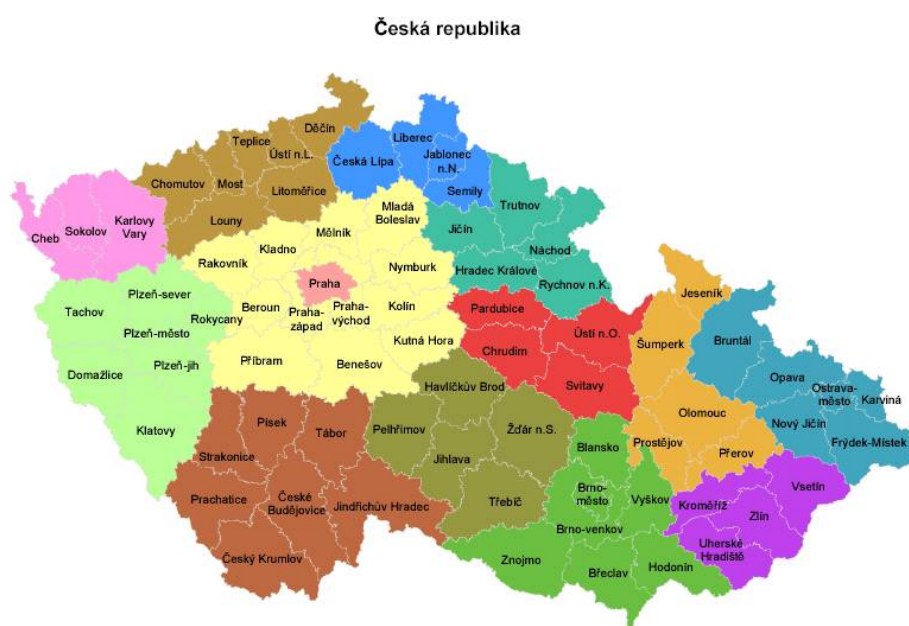 Česká republika
Děčín
Teplice
Ústí n.L.
Liberec
Česká Lípa
Jablonec
n.N.
Chomutov
Most
Litoměřice
Semily
Trutnov
Karlovy
Vary
Sokolov
Cheb
Louny
Mladá
Boleslav
Mělník
Jičín
Náchod
Kladno
Rakovník
Nymburk
Hradec Králové
Rychnov n.K.
Praha
Jeseník
Plzeň-sever
Tachov
Rokycany
Beroun
Praha-
západ
Praha-
východ
Kolín
Pardubice
Ústí n.O.
Šumperk
Bruntál
Plzeň-město
Kutná Hora
Chrudim
Příbram
Benešov
Plzeň-jih
Domažlice
Svitavy
Opava
Ostrava-
město
Karviná
Havlíčkův Brod
Olomouc
Nový Jičín
Frýdek-Místek
Klatovy
Písek
Tábor
Pelhřimov
Žďár n.S.
Prostějov
Přerov
Strakonice
Jihlava
Blansko
Vsetín
Prachatice
České
Budějovice
Jindřichův Hradec
Třebíč
Brno-
město
Vyškov
Kroměříž
Zlín
Brno-venkov
Uherské
Hradiště
Český Krumlov
Znojmo
Břeclav
Hodonín